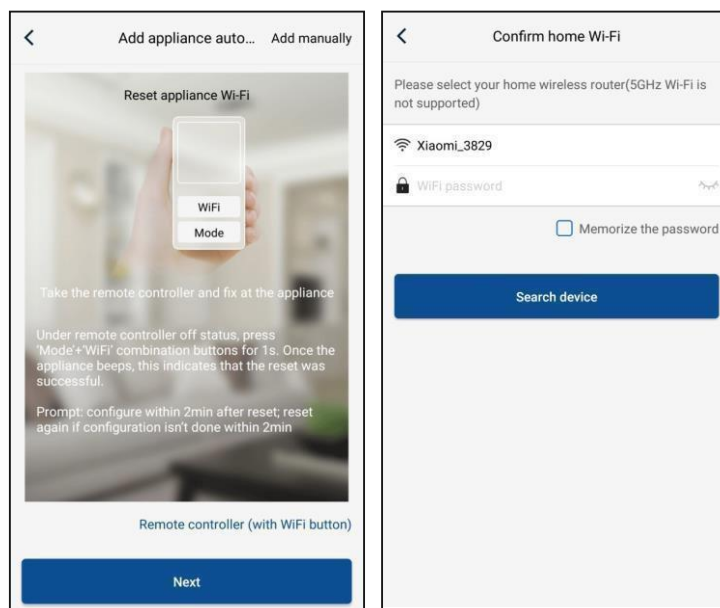 Add appliance auto... Add manually
Reset appliance Wi-Fi
WiFi
Mode
Take the remote controller and fix at the appliance
Under remote controller off status, press
'Mode'+'WiFi' combination buttons for 1s. Once the
appliance beeps, this indicates that the reset was
successful.
Prompt: configure within 2min after reset; reset
again if configuration isn't done within 2min
Remote controller (with WiFi button)
Next
Confirm home Wi-Fi
Please select your home wireless router(5GHz Wi-Fi is
not supported)
Xiaomi_3829
WiFi password
Memorize the password
Search device